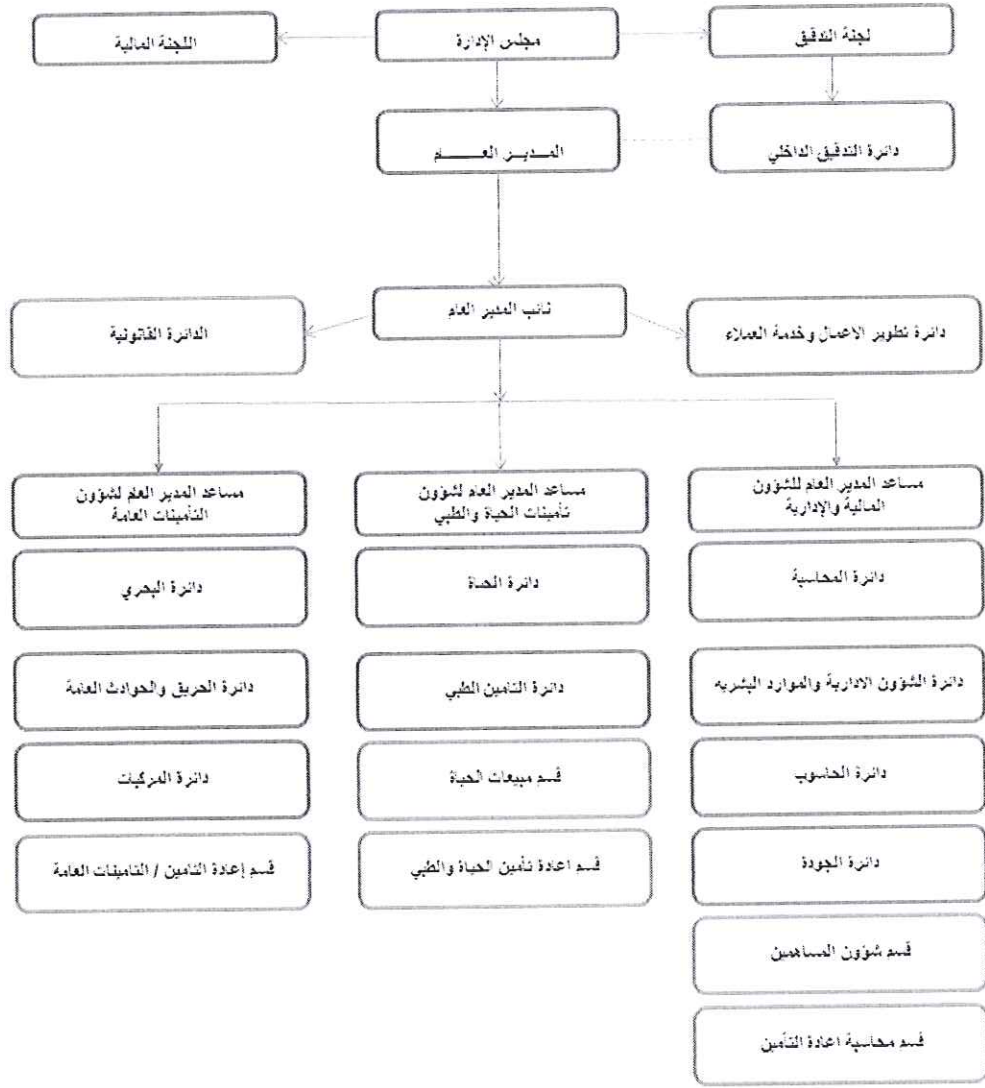 لجنة التدقيق
مجلس الإدارة
اللجنة المالية
دائرة التدقيق الداخلي
المـديـر العـــــام
نائب المدير العام
دائرة تطوير الاعمال وخدمة العملاء
الدائرة القانونية
مساعد المدير العام للشؤون
المالية والإدارية
دائرة المحاسبة
دائرة الشؤون الادارية والموارد البشريه
دائرة الحاسوب
دائرة الجودة
قسم شؤون المساهمين
قسم محاسبة اعادة التأمين
مساعد المدير العام لشؤون
تأمينات الحياة والطبي
دائرة الحياة
دائرة التامين الطبي
قسم مبيعات الحياة
قسم اعادة تأمين الحياة والطبي
مساعد المدير العام لشؤون
التأمينات العامة
دائرة البحري
دائرة الحريق والحوادث العامة
دائرة المركبات
قسم إعادة التامين / التامينات العامة